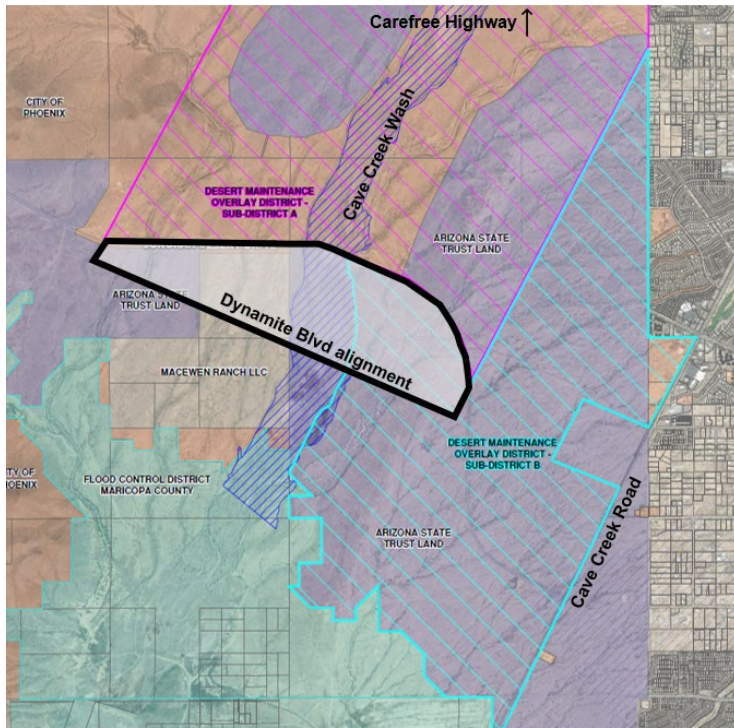 Carefree Highway ↑
CITY OF
PHOENIX
Cave Creek Wash
DESERT MAINTENANCE
OVERLAY DISTRICT -
SUB-DISTRICT A
ARIZONA STATE
TRUST LAND
ARIZONA STATE
TRUST LAND
Dynamite Blvd alignment
MACEWEN RANCH LLC
DESERT MAINTENANCE
OVERLAY DISTRICT -
SUB-DISTRICT B
FLOOD CONTROL DISTRICT
MARICOPA COUNTY
ARIZONA STATE
TRUST LAND
Cave Creek Road